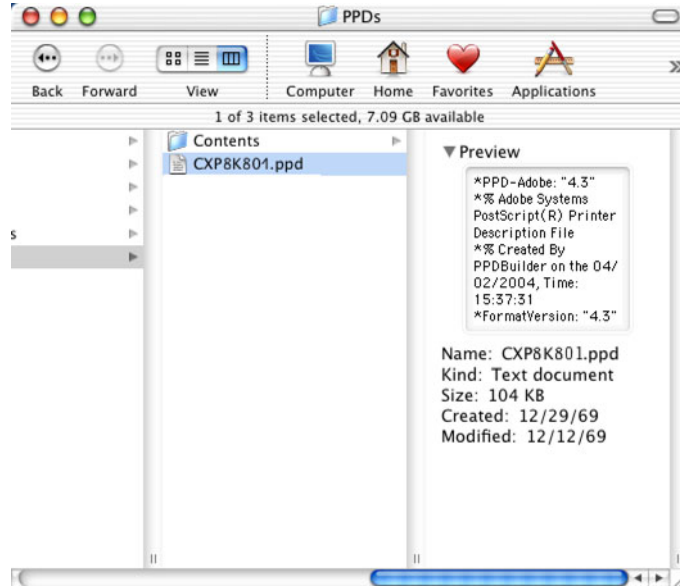 PPDs
Back Forward View Computer Home Favorites Applications
1 of 3 items selected, 7.09 GB available
Contents
CXP8K801.ppd
s
Preview
*PPD-Adobe: "4.3"
*% Adobe Systems
PostScript(R) Printer
Description File
*% Created By
PPDBuilder on the 04/
02/2004, Time:
15:37:31
*FormatVersion: "4.3"
Name: CXP8K801.ppd
Kind: Text document
Size: 104 KB
Created: 12/29/69
Modified: 12/12/69